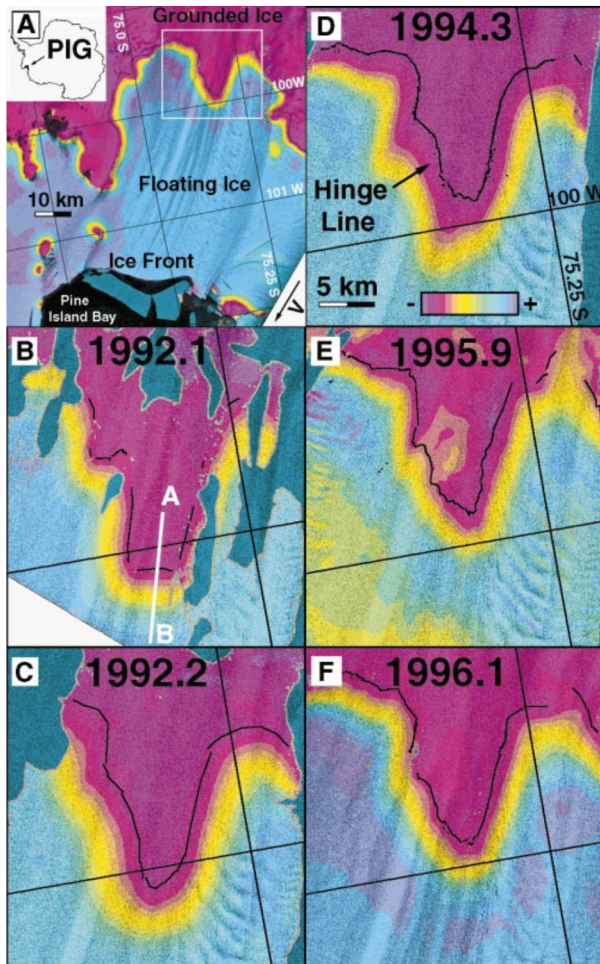 A
PIG
75.0 S
Grounded Ice
100W
10 km
Floating Ice
101 W
Ice Front
75.25 S
Pine
Island Bay
V
B
1992.1
A
B
C
1992.2
D
1994.3
Hinge
Line
100 W
5 km
- +
75.25 S
E
1995.9
F
1996.1